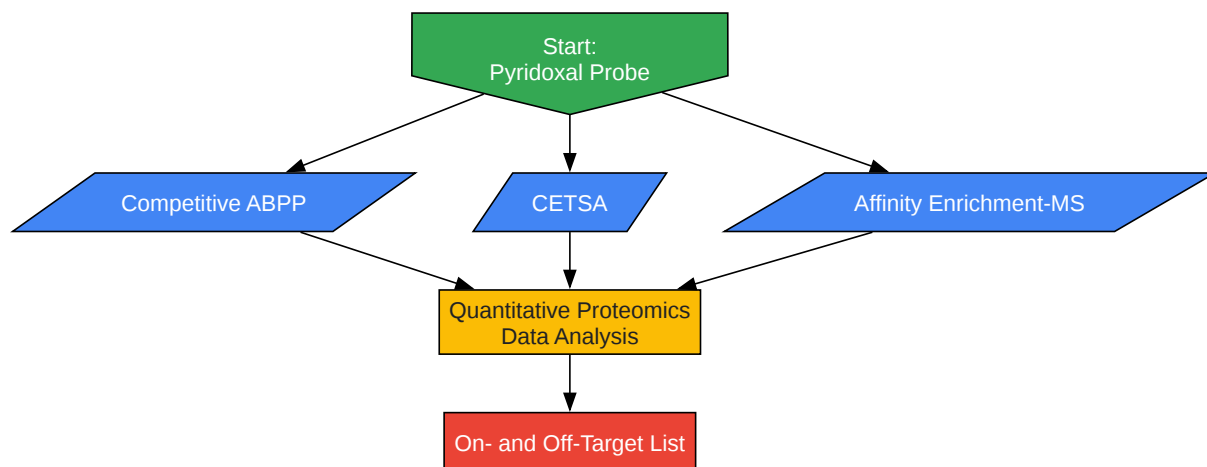 Start:
Pyridoxal Probe
Competitive ABPP
CETSA
Affinity Enrichment-MS
Quantitative Proteomics
Data Analysis
On- and Off-Target List